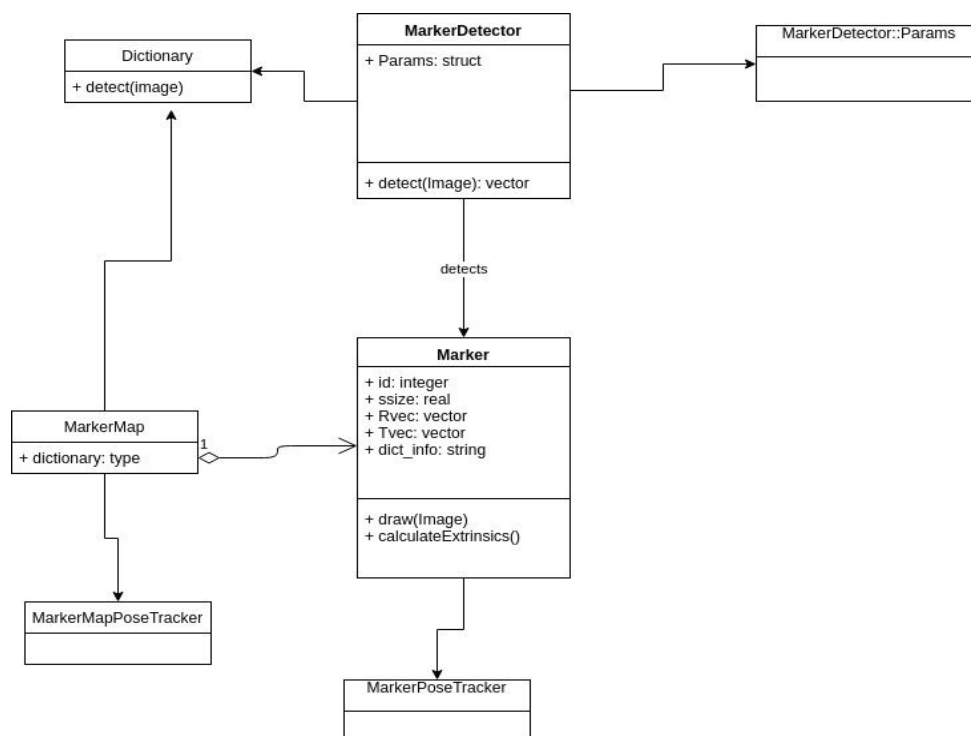 MarkerDetector
+ Params: struct
+ detect(Image): vector
MarkerDetector::Params
Dictionary
+ detect(image)
detects
Marker
+ id: integer
+ ssize: real
+ Rvec: vector
+ Tvec: vector
+ dict_info: string
+ draw(Image)
+ calculateExtrinsics()
MarkerMap
+ dictionary: type
1
MarkerMapPoseTracker
MarkerPoseTracker